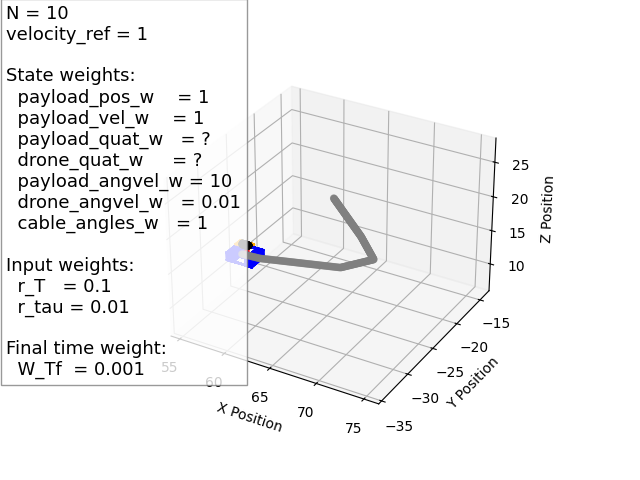 N = 10
velocity_ref = 1
State weights:
payload_pos_w = 1
payload_vel_w = 1
payload_quat_w = ?
drone_quat_w = ?
payload_angvel_w = 10
drone_angvel_w = 0.01
cable_angles_w = 1
Input weights:
r_T = 0.1
r_tau = 0.01
Final time weight:
W_Tf = 0.001
25
20
15
10
Z Position
−15
−20
−25
−30
−35
Y Position
55
60
65
70
75
X Position